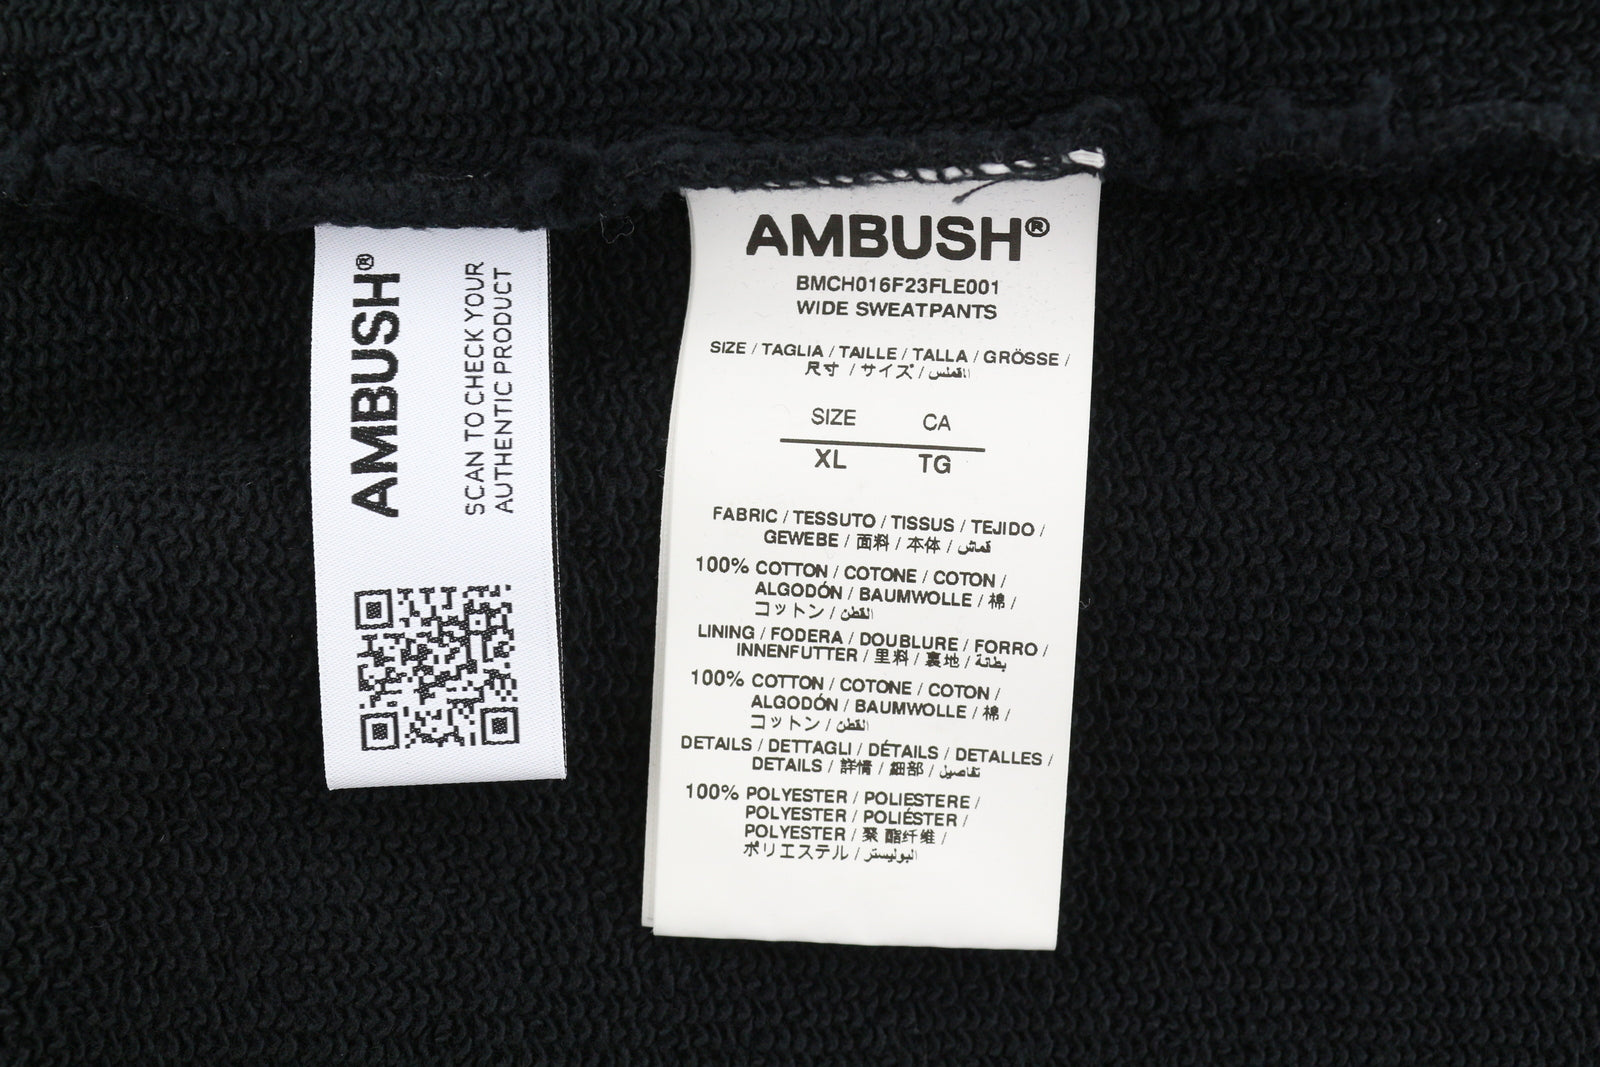 AMBUSH®
SCAN TO CHECK YOUR
AUTHENTIC PRODUCT
AMBUSH®
BMCH016F23FLE001
WIDE SWEATPANTS
SIZE / TAGLIA / TAILLE / TALLA / GRÖSSE /
尺寸 / サイズ /
SIZE CA
XL TG
FABRIC / TESSUTO / TISSUS / TEJIDO /
GEWEBE / 面料 / 本体 / قماش
100% COTTON / COTONE / COTON /
ALGODÓN / BAUMWOLLE / 棉 /
コットン / القطن
LINING / FODERA / DOUBLURE / FORRO /
INNENFUTTER / 里料 / 裏地 / بطانة
100% COTTON / COTONE / COTON /
ALGODÓN / BAUMWOLLE / 棉 /
コットン / القطن
DETAILS / DETTAGLI / DÉTAILS / DETALLES /
DETAILS / 詳情 / 細部 / تفاصيل
100% POLYESTER / POLIESTERE /
POLYESTER / POLIÉSTER /
POLYESTER / 聚 酯纤维 /
ポリエステル / البوليستر